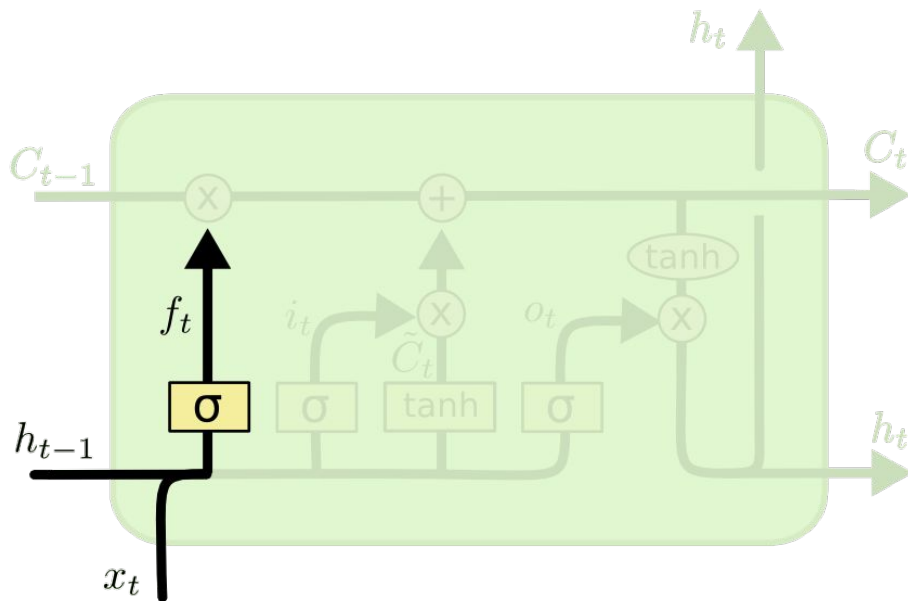 h_t
C_{t-1}
C_t
x
+
tanh
f_t
i_t
x
o_t
x
C̃_t
σ
σ
tanh
σ
h_{t-1}
h_t
x_t